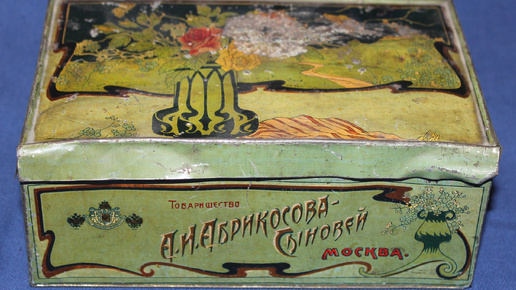 Товарищество
А.И. Абрикосова-
Сыновей
Москва.